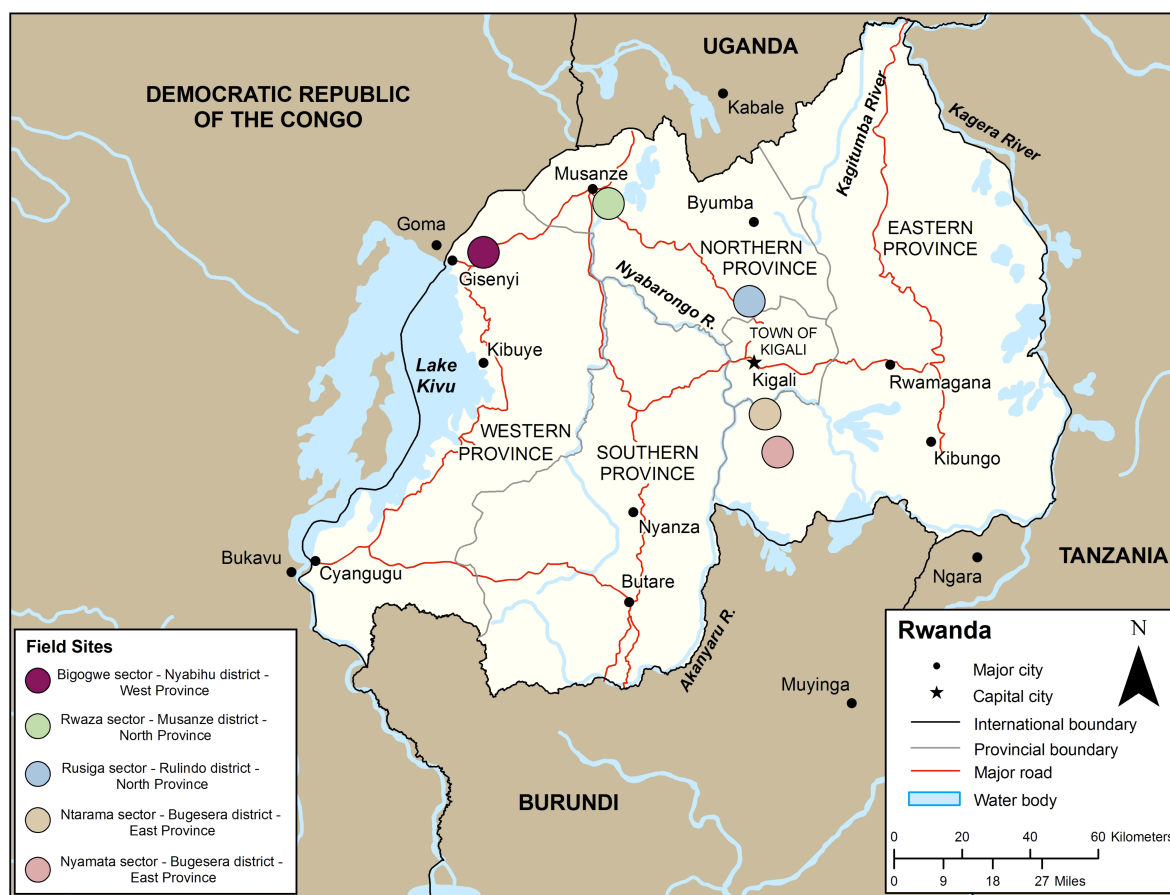 UGANDA
Kabale
DEMOCRATIC REPUBLIC
OF THE CONGO
Kagitumba River
Kagera River
Musanze
Byumba
Goma
EASTERN
PROVINCE
NORTHERN
PROVINCE
Gisenyi
Nyabarongo R.
TOWN OF
KIGALI
Kibuye
Lake
Kivu
Kigali
Rwamagana
WESTERN
PROVINCE
SOUTHERN
PROVINCE
Kibungo
Nyanza
Bukavu
Cyangugu
TANZANIA
Ngara
Butare
Akanyaru R.
Muyinga
BURUNDI
Field Sites
Bigogwe sector - Nyabihu district -
West Province
Rwaza sector - Musanze district -
North Province
Rusiga sector - Rulindo district -
North Province
Ntarama sector - Bugesera district -
East Province
Nyamata sector - Bugesera district -
East Province
Rwanda
N
Major city
Capital city
International boundary
Provincial boundary
Major road
Water body
0 20 40 60 Kilometers
0 9 18 27 Miles